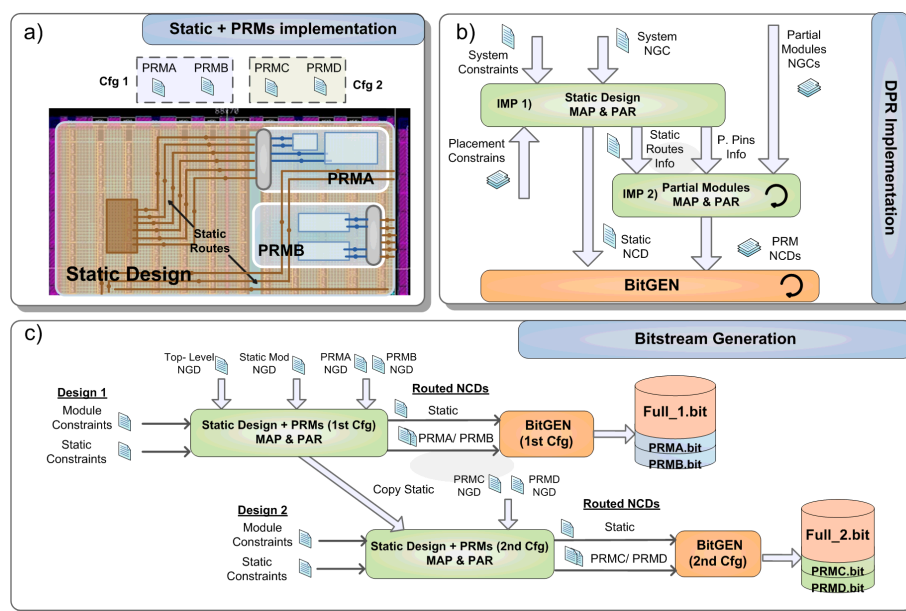 a)
Static + PRMs implementation
Cfg 1
PRMA
PRMB
PRMC
PRMD
Cfg 2
PRMA
Static
Routes
PRMB
Static Design
b)
DPR Implementation
System
Constraints
System
NGC
Partial
Modules
NGCs
IMP 1)
Static Design
MAP & PAR
Placement
Constrains
Static
Routes
Info
P. Pins
Info
IMP 2)
Partial Modules
MAP & PAR
Static
NCD
PRM
NCDs
BitGEN
c)
Bitstream Generation
Top- Level
NGD
Static Mod
NGD
PRMA
NGD
PRMB
NGD
Design 1
Module
Constraints
Static
Constraints
Static Design + PRMs (1st Cfg)
MAP & PAR
Routed NCDs
Static
PRMA/ PRMB
BitGEN
(1st Cfg)
Full_1.bit
PRMA.bit
PRMB.bit
Copy Static
PRMC
NGD
PRMD
NGD
Design 2
Module
Constraints
Static
Constraints
Static Design + PRMs (2nd Cfg)
MAP & PAR
Routed NCDs
Static
PRMC/ PRMD
BitGEN
(2nd Cfg)
Full_2.bit
PRMC.bit
PRMD.bit